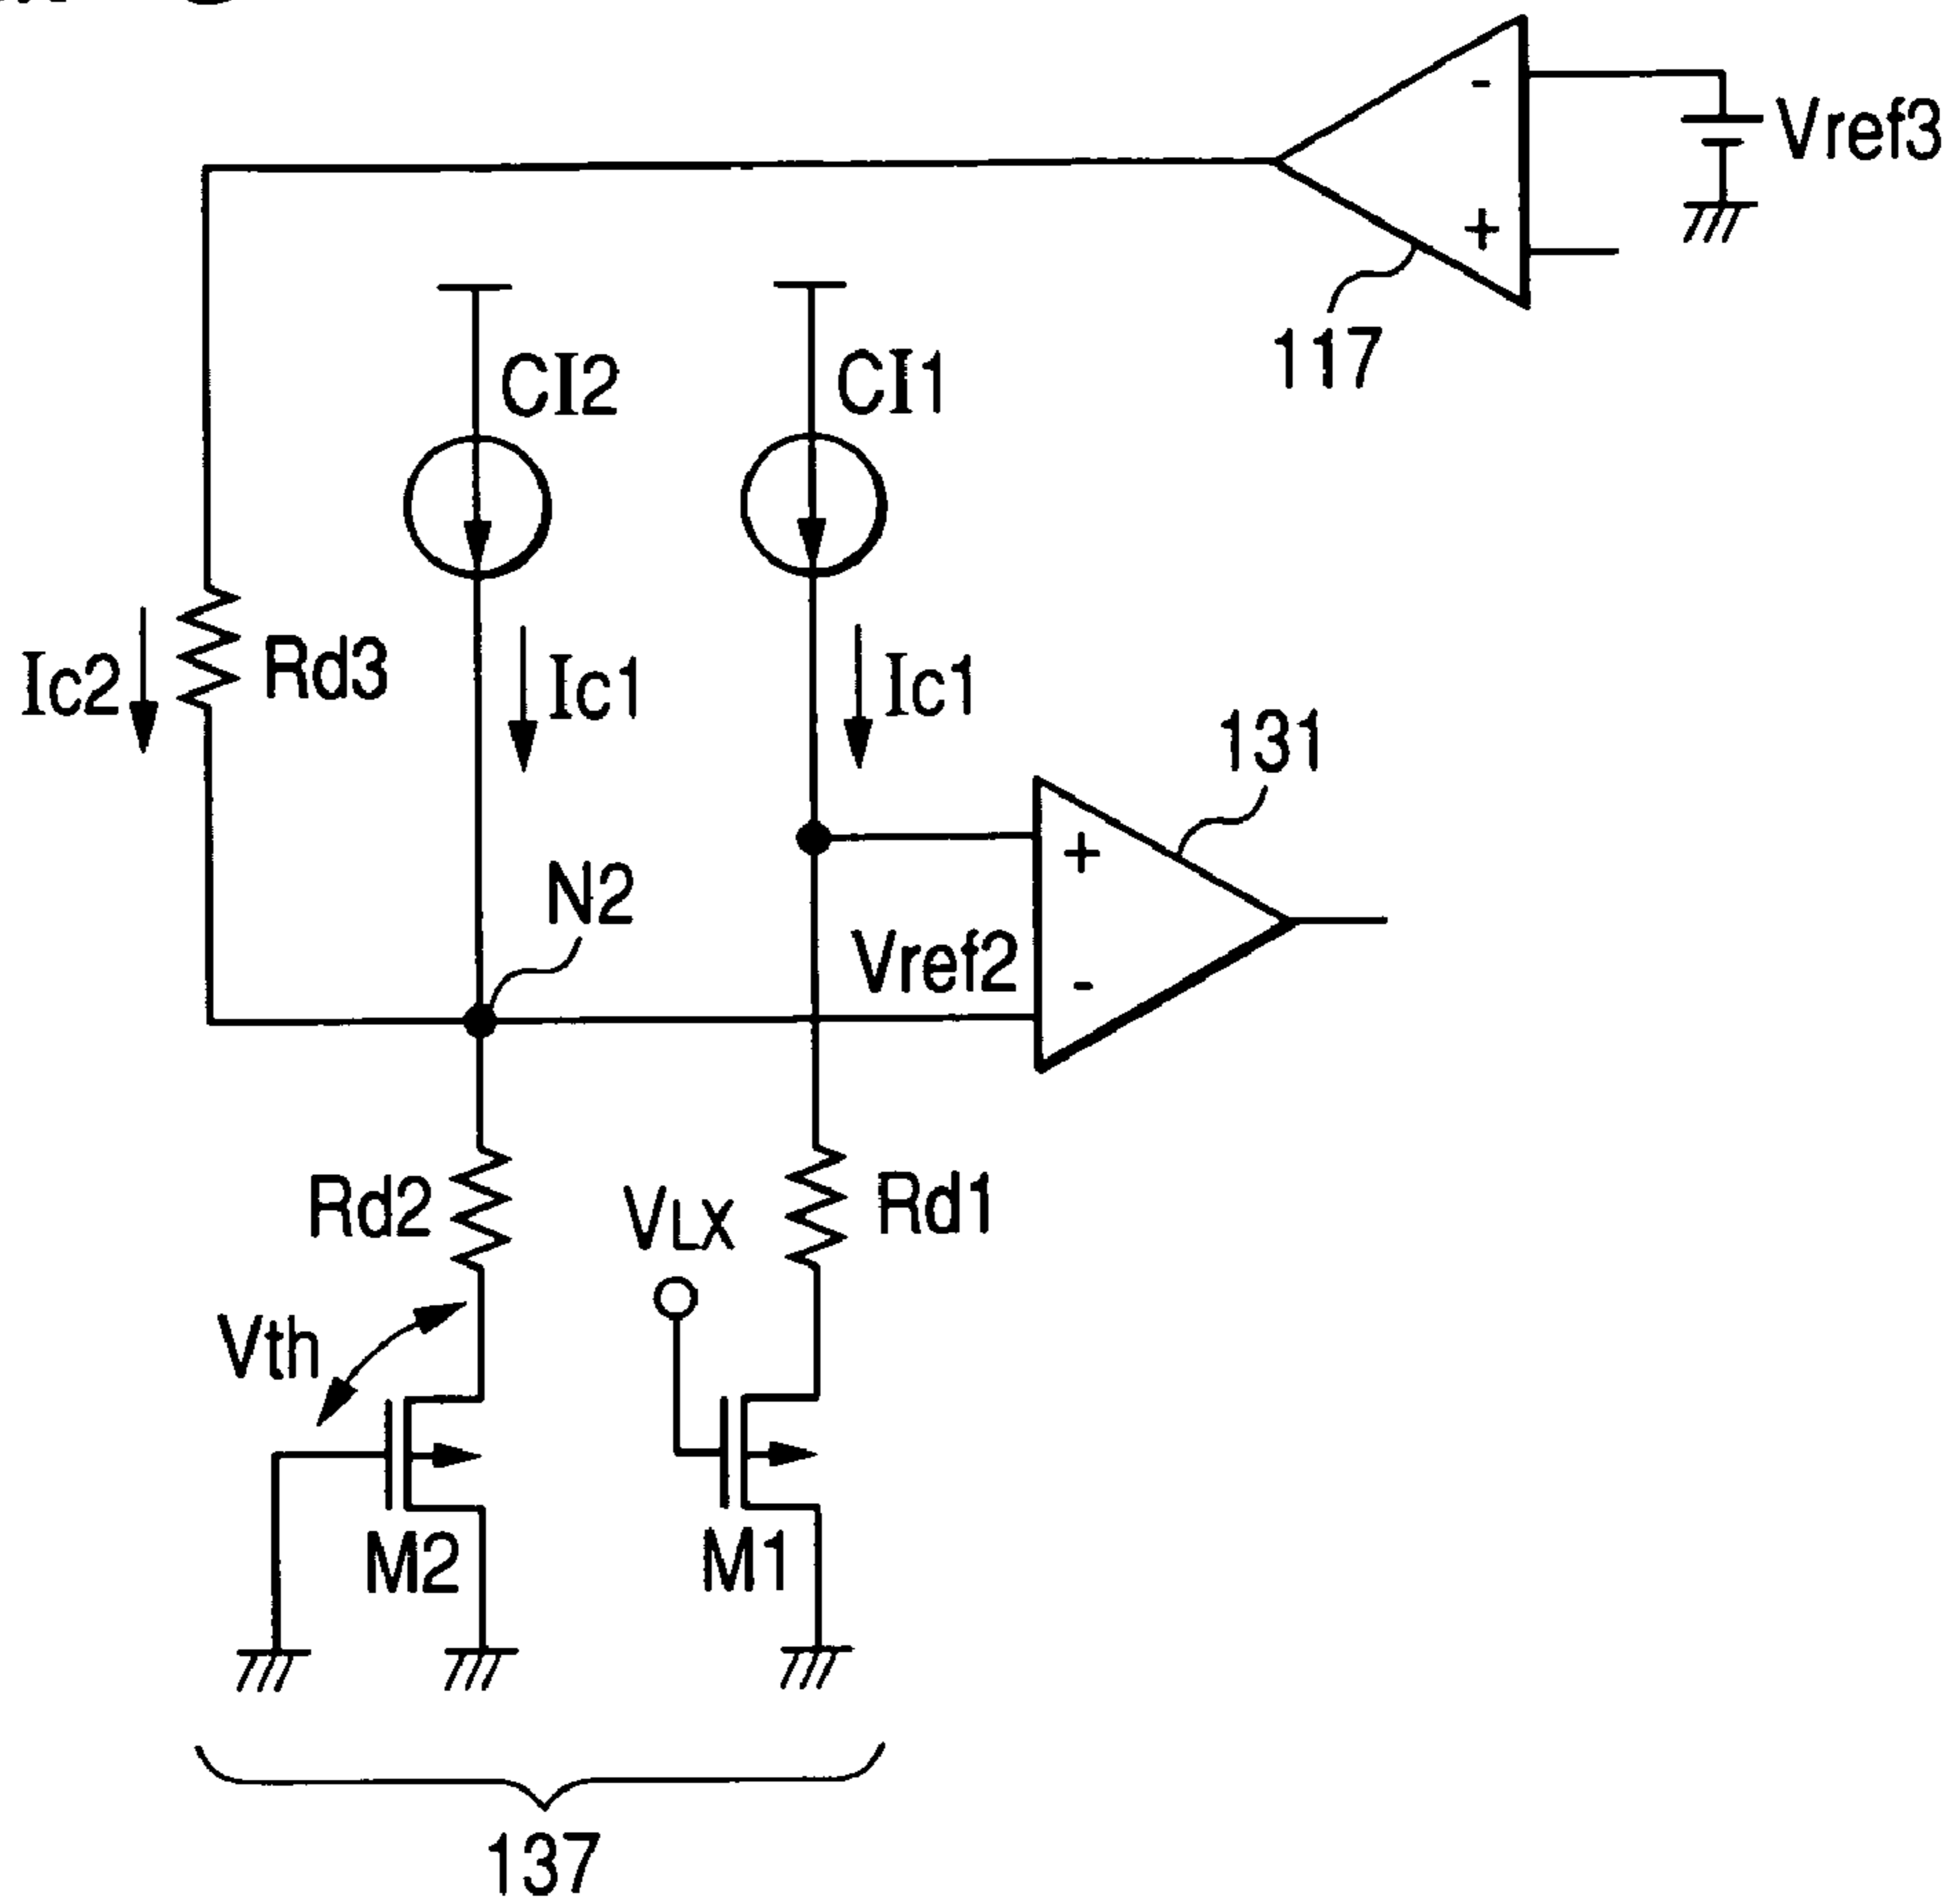 -
Vref3
+
117
CI2
CI1
Ic2
Rd3
Ic1
Ic1
131
N2
+
Vref2
-
Rd2
VLX
Rd1
Vth
M2
M1
137